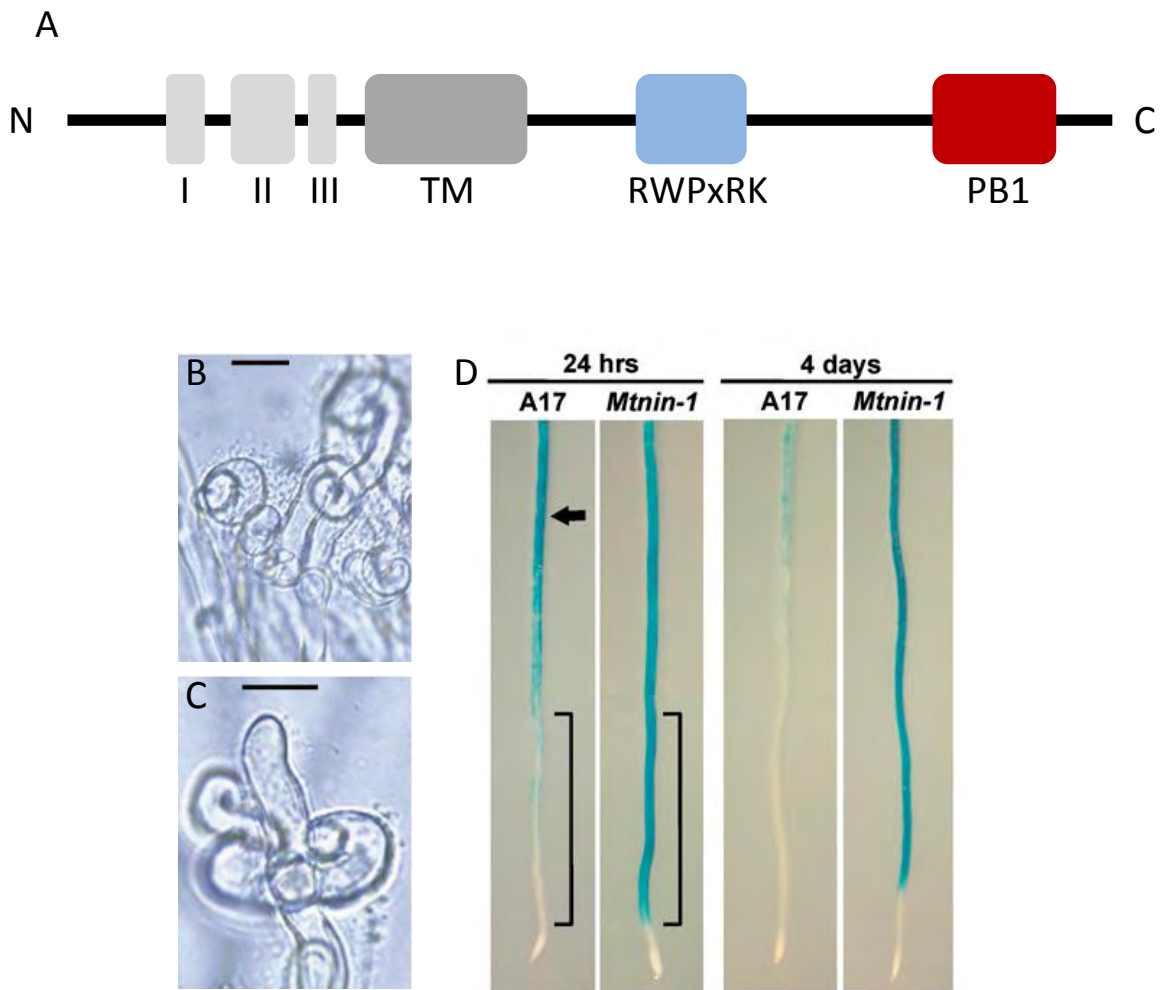 A
N C
I II III TM RWPxRK PB1
B
C
D
24 hrs 4 days
A17 Mtnin-1 A17 Mtnin-1